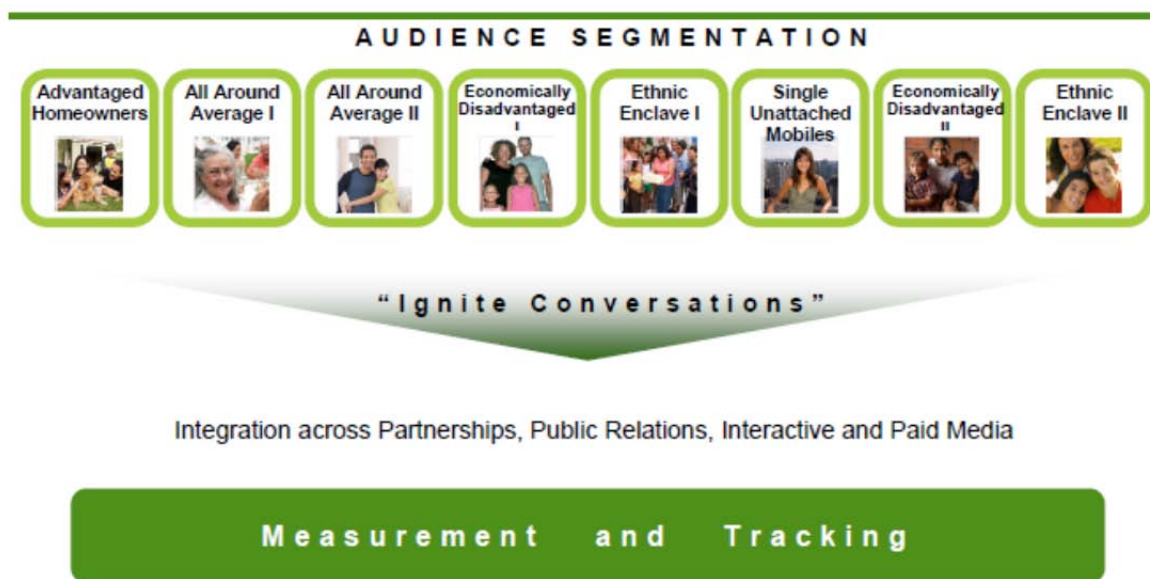 AUDIENCE SEGMENTATION
Advantaged
Homeowners
All Around
Average I
All Around
Average II
Economically
Disadvantaged
I
Ethnic
Enclave I
Single
Unattached
Mobiles
Economically
Disadvantaged
II
Ethnic
Enclave II
“Ignite Conversations”
Integration across Partnerships, Public Relations, Interactive and Paid Media
Measurement and Tracking